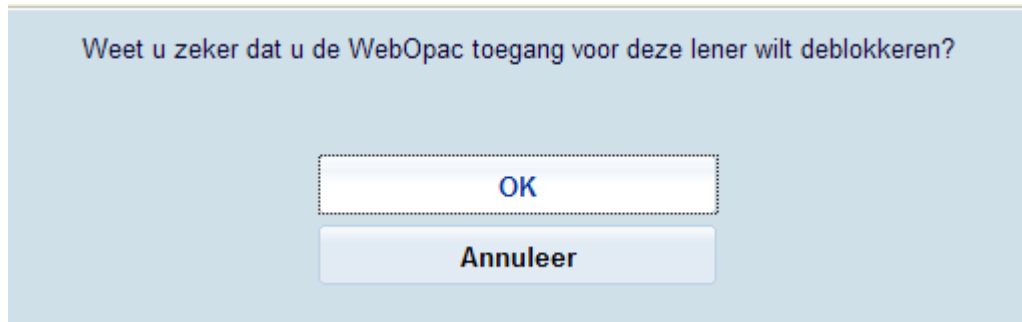 Weet u zeker dat u de WebOpac toegang voor deze lener wilt deblokkeren?
OK
Annuleer